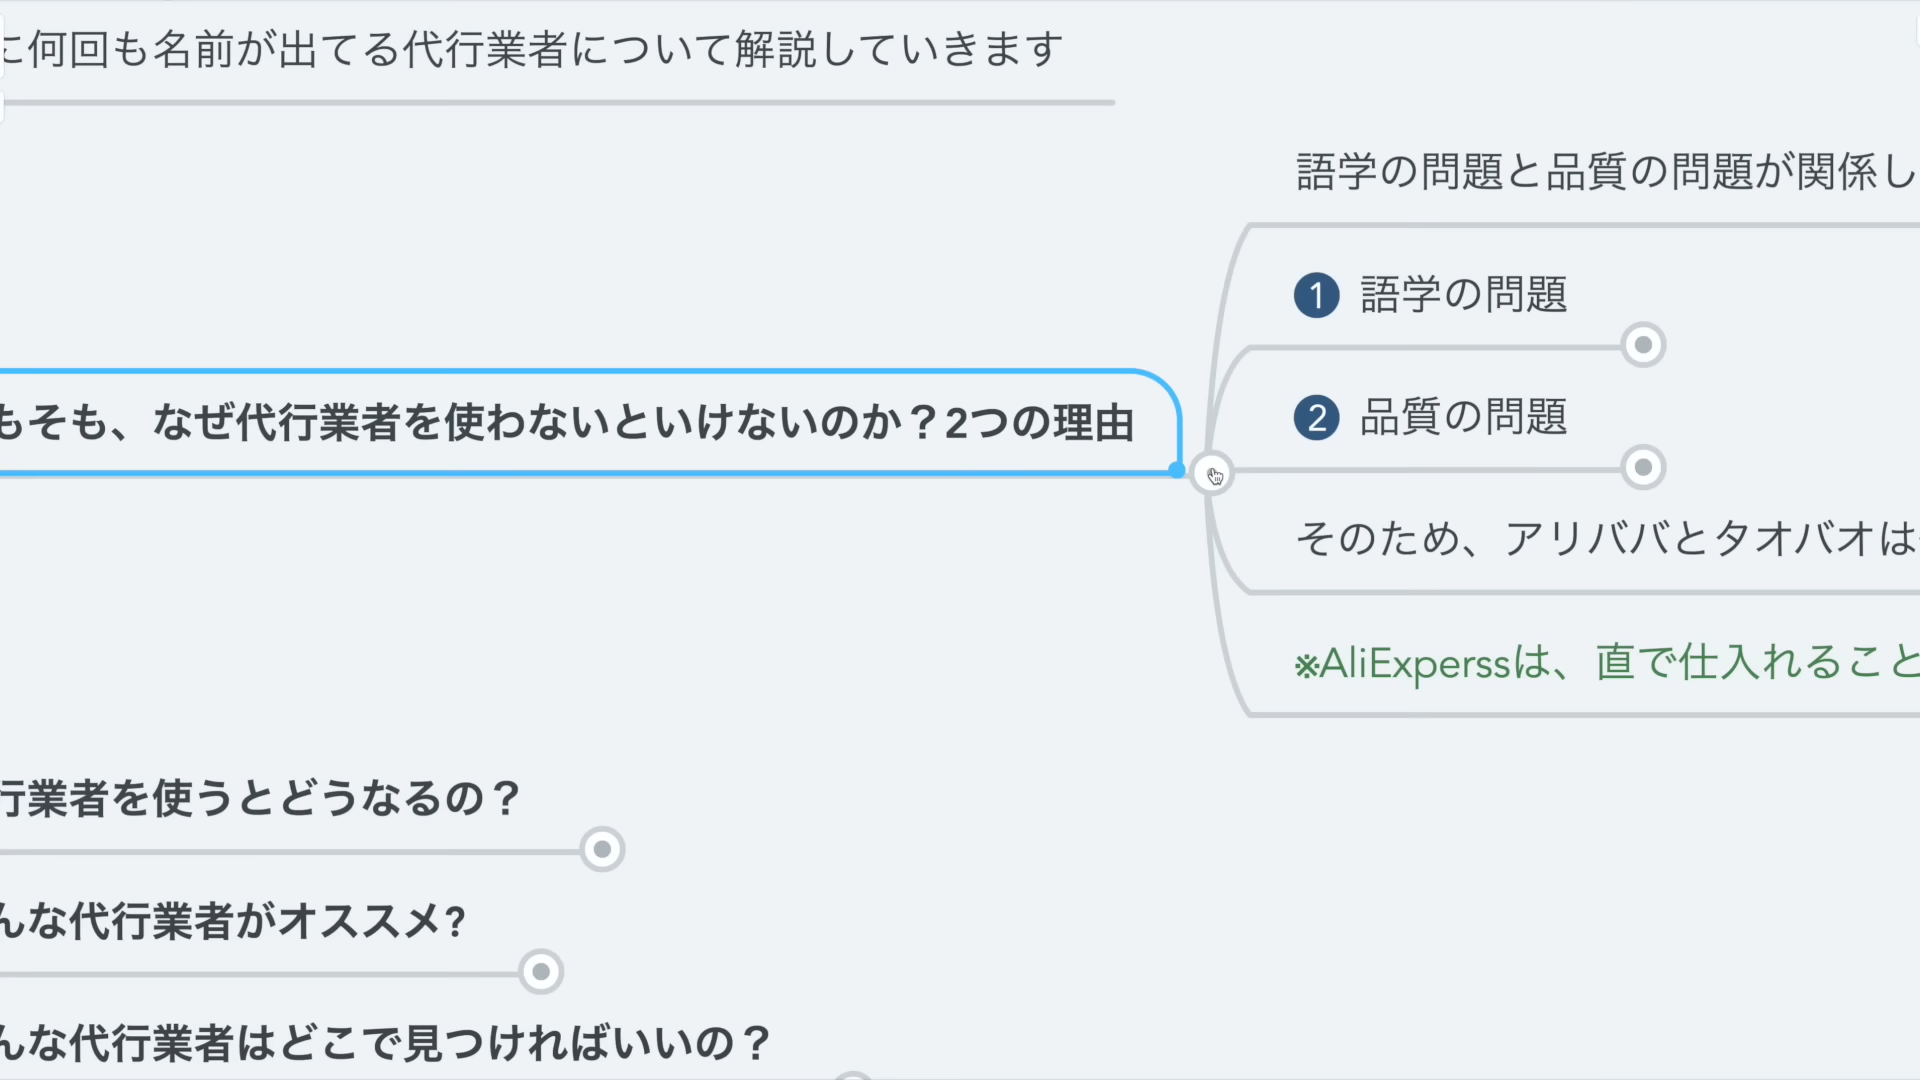 に何回も名前が出てる代行業者について解説していきます
語学の問題と品質の問題が関係し
1 語学の問題
もそも、なぜ代行業者を使わないといけないのか？2つの理由
2 品質の問題
そのため、アリババとタオバオは
※AliExperssは、直で仕入れること
行業者を使うとどうなるの？
んな代行業者がオススメ?
んな代行業者はどこで見つければいいの？